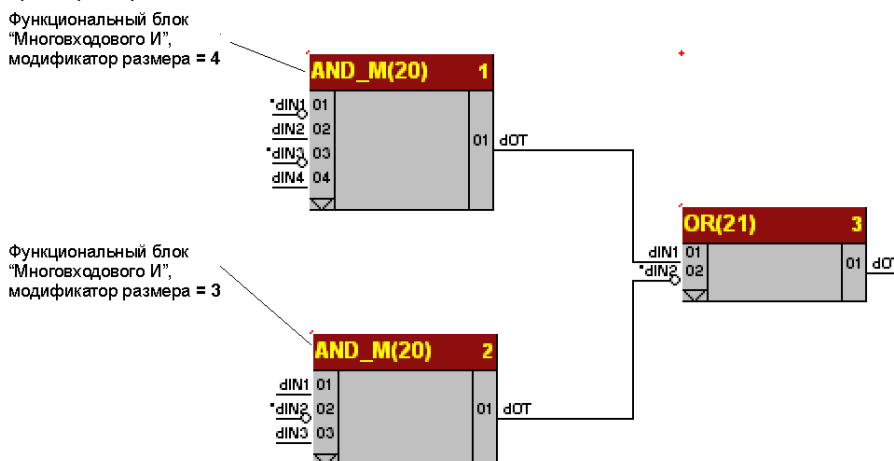 Функциональный блок
"Многовходового И",
модификатор размера = 4
AND_M(20) 1
*dIN1 01
dIN2 02
*dIN3 03
dIN4 04
01 dOT
OR(21) 3
dIN1 01
*dIN2 02
01 dOT
Функциональный блок
"Многовходового И",
модификатор размера = 3
AND_M(20) 2
dIN1 01
*dIN2 02
dIN3 03
01 dOT